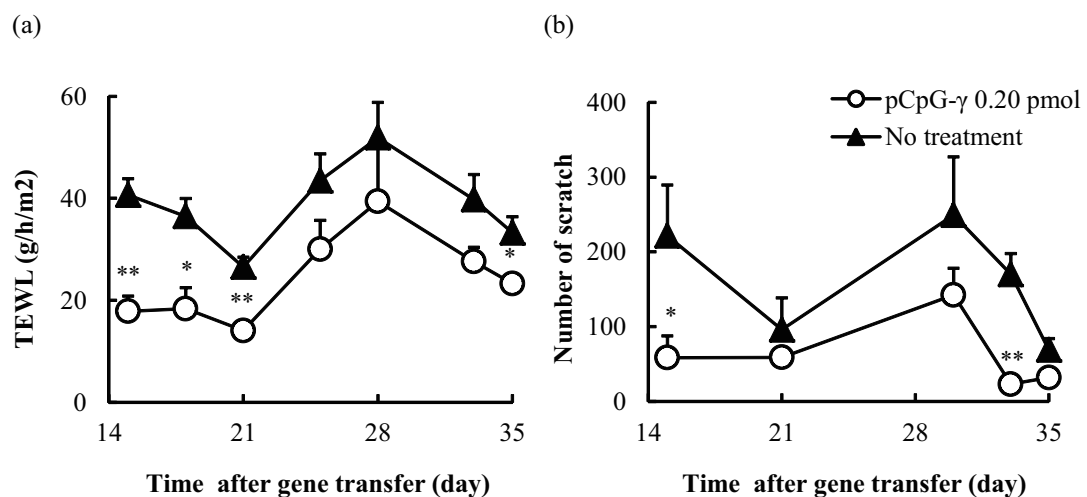 (a)
(b)
60
40
20
0
TEWL (g/h/m2)
**
*
**
*
14
21
28
35
Time after gene transfer (day)
400
300
200
100
0
Number of scratch
pCpG-γ 0.20 pmol
No treatment
*
**
14
21
28
35
Time after gene transfer (day)